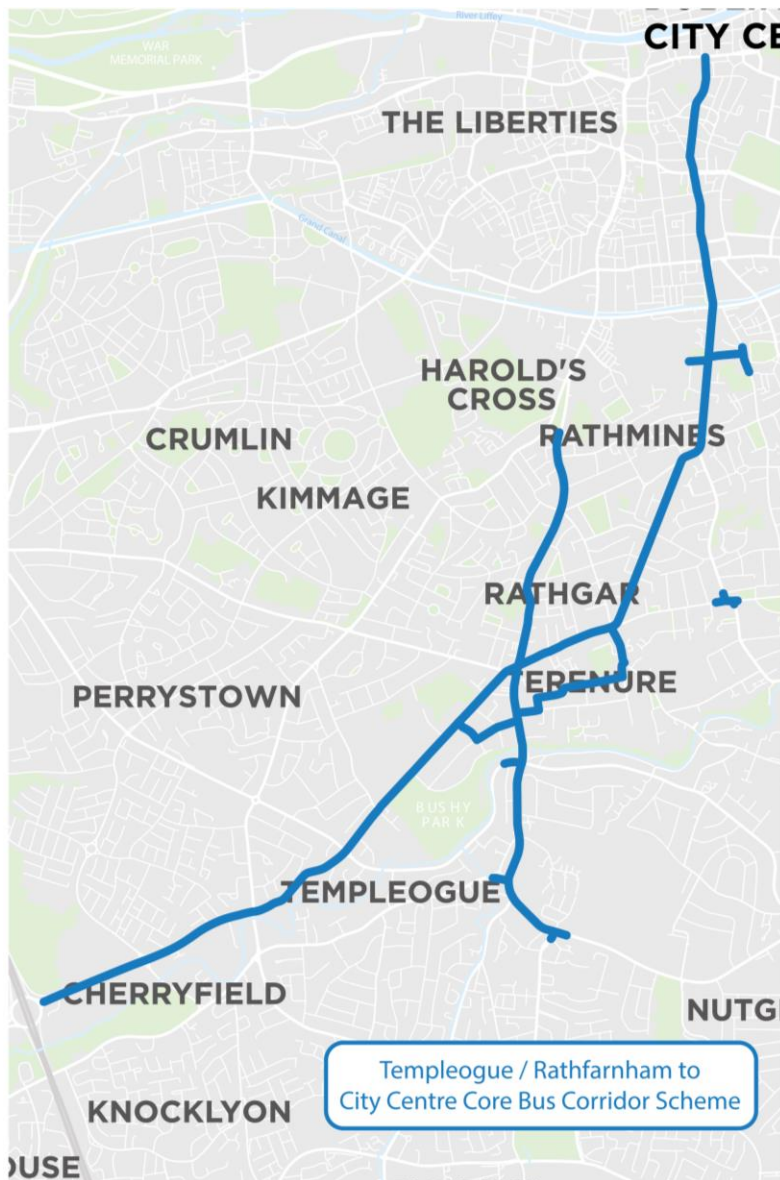 River Liffey
CITY CE
WAR
MEMORIAL PARK
THE LIBERTIES
Grand Canal
HAROLD'S
CROSS
CRUMLIN
RATHMINES
KIMMAGE
RATHGAR
TERENURE
PERRYSTOWN
BUSHY
PARK
TEMPLEOGUE
CHERRYFIELD
NUTG
Templeogue / Rathfarnham to
City Centre Core Bus Corridor Scheme
KNOCKLYON
OUSE